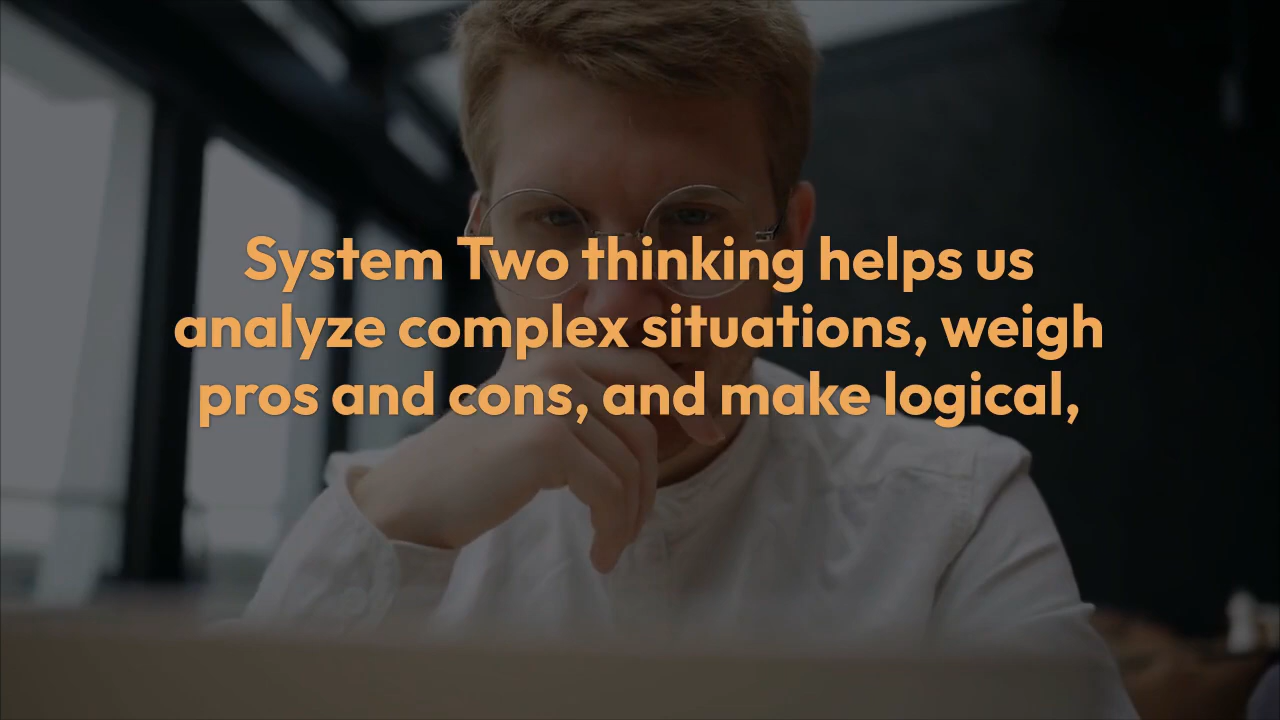 System Two thinking helps us
analyze complex situations, weigh
pros and cons, and make logical,